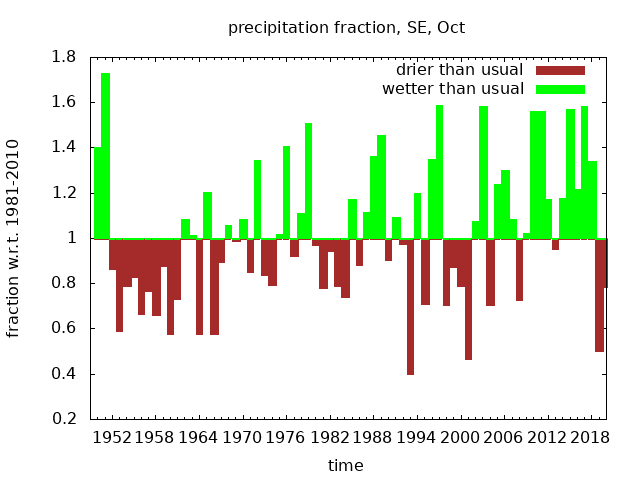 precipitation fraction, SE, Oct
drier than usual
wetter than usual
1.8
1.6
1.4
1.2
1
0.8
0.6
0.4
0.2
fraction w.r.t. 1981-2010
1952 1958 1964 1970 1976 1982 1988 1994 2000 2006 2012 2018
time